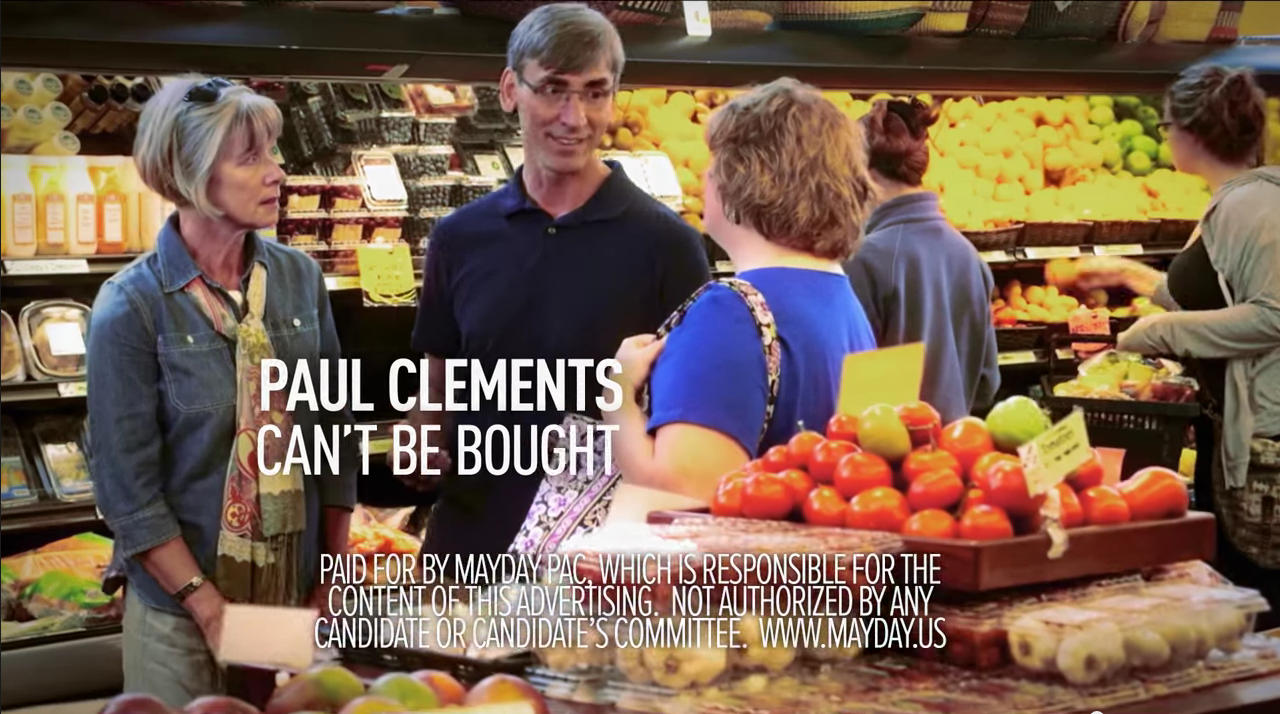 PAUL CLEMENTS
CAN'T BE BOUGHT
PAID FOR BY MAYDAY PAC, WHICH IS RESPONSIBLE FOR THE
CONTENT OF THIS ADVERTISING. NOT AUTHORIZED BY ANY
CANDIDATE OR CANDIDATE'S COMMITTEE. WWW.MAYDAY.US
Tomatoes